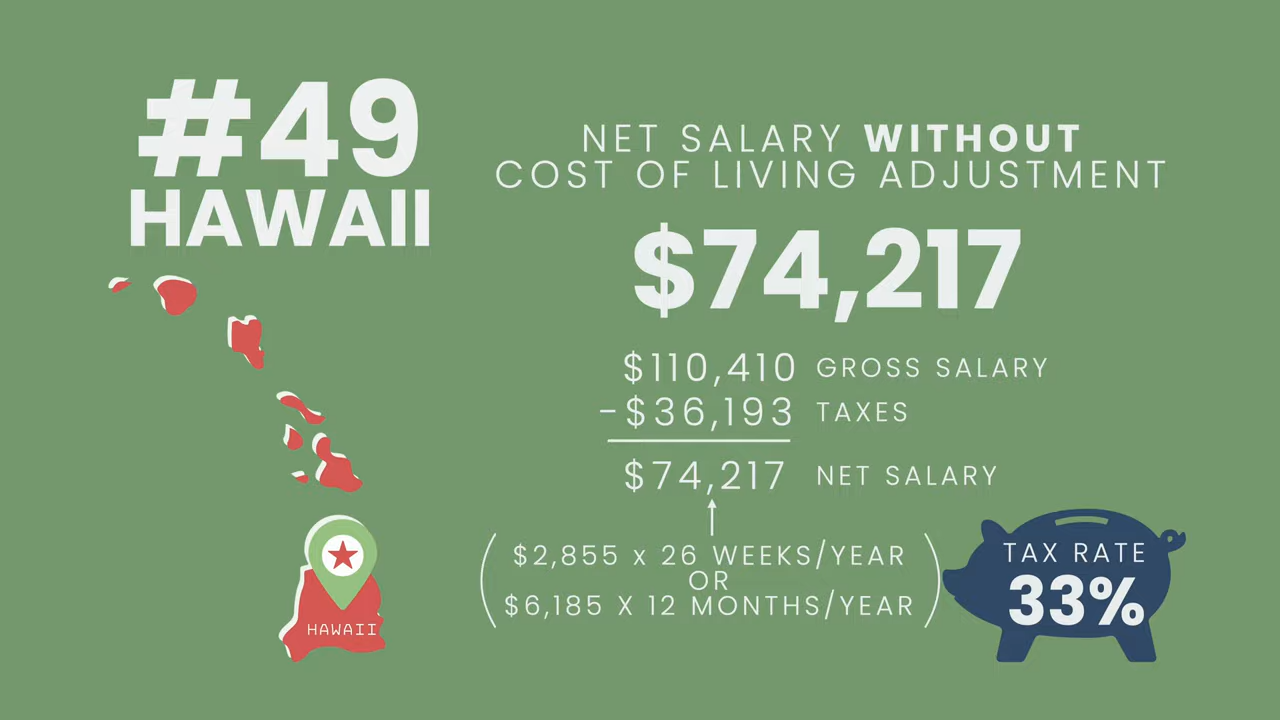 #49
HAWAII
NET SALARY WITHOUT
COST OF LIVING ADJUSTMENT
$74,217
$110,410 GROSS SALARY
-$36,193 TAXES
$74,217 NET SALARY
($2,855 x 26 WEEKS/YEAR
OR
$6,185 X 12 MONTHS/YEAR)
TAX RATE
33%
HAWAII